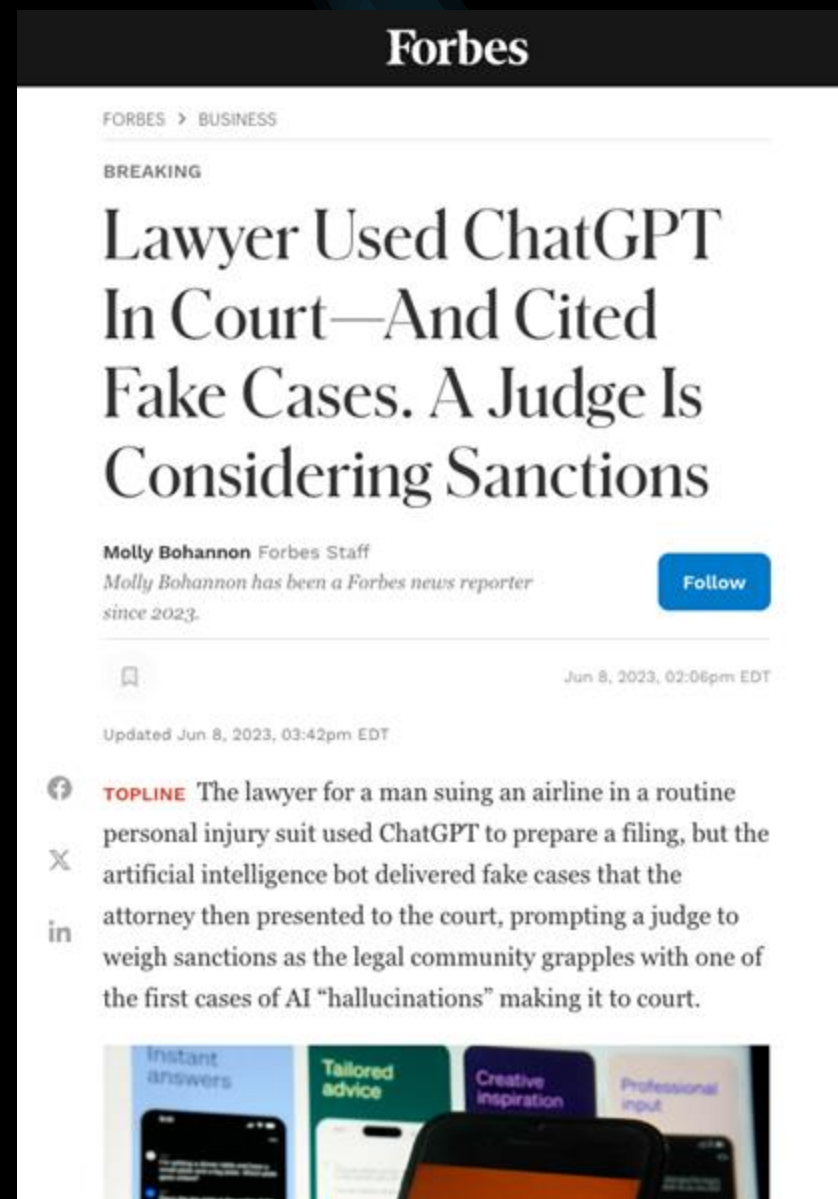 Forbes
FORBES > BUSINESS
BREAKING
Lawyer Used ChatGPT
In Court—And Cited
Fake Cases. A Judge Is
Considering Sanctions
Molly Bohannon Forbes Staff
Molly Bohannon has been a Forbes news reporter
since 2023.
Follow
Jun 8, 2023, 02:06pm EDT
Updated Jun 8, 2023, 03:42pm EDT
TOPLINE The lawyer for a man suing an airline in a routine
personal injury suit used ChatGPT to prepare a filing, but the
artificial intelligence bot delivered fake cases that the
attorney then presented to the court, prompting a judge to
weigh sanctions as the legal community grapples with one of
the first cases of AI “hallucinations” making it to court.
Instant
answers
Tailored
advice
Creative
inspiration
Professional
input